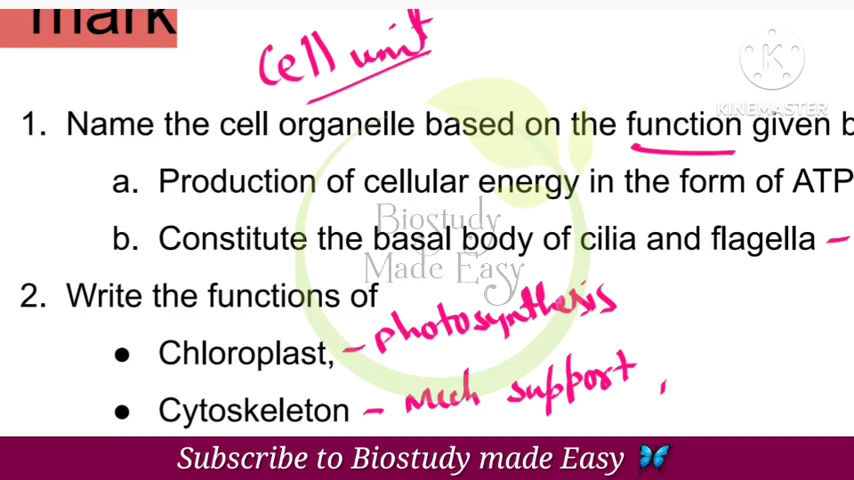 mark
Cell unit
KINEMASTER
1. Name the cell organelle based on the function given b
a. Production of cellular energy in the form of ATP
b. Constitute the basal body of cilia and flagella –
Biostudy
Made Easy
2. Write the functions of
● Chloroplast, – photosynthesis
● Cytoskeleton – Mech support ,
Subscribe to Biostudy made Easy 🦋